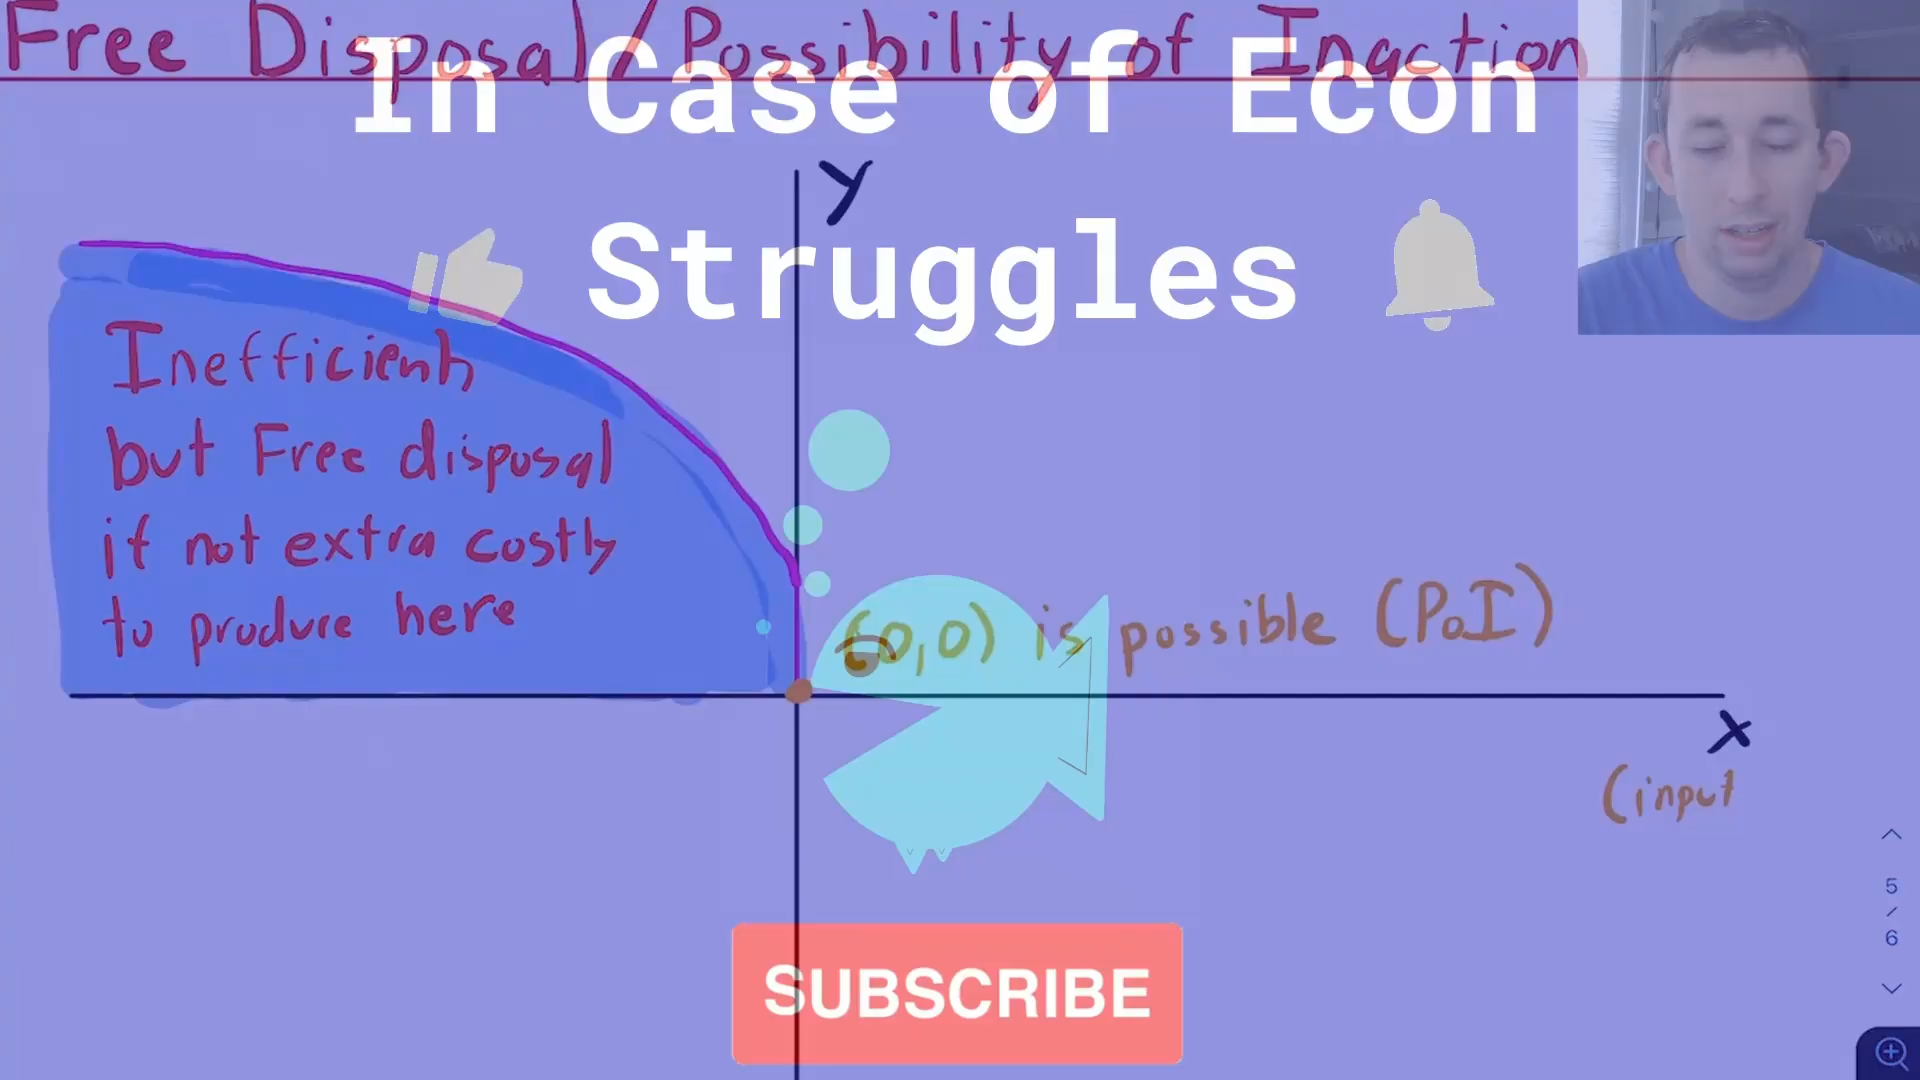 Free Disposal/Possibility of Inaction
In Case of Econ
Struggles
y
Inefficient
but Free disposal
if not extra costly
to produce here
(0,0) is possible (PoI)
x
(input
5
/
6
SUBSCRIBE